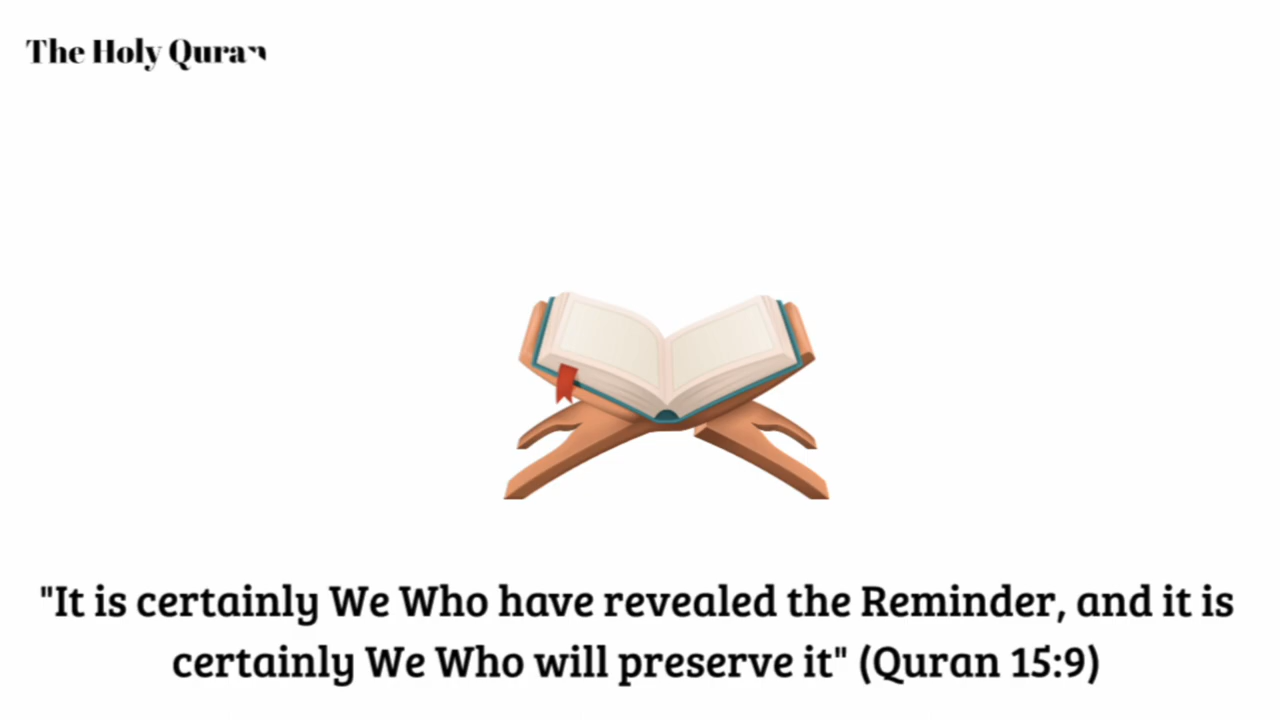 The Holy Quran
"It is certainly We Who have revealed the Reminder, and it is
certainly We Who will preserve it" (Quran 15:9)